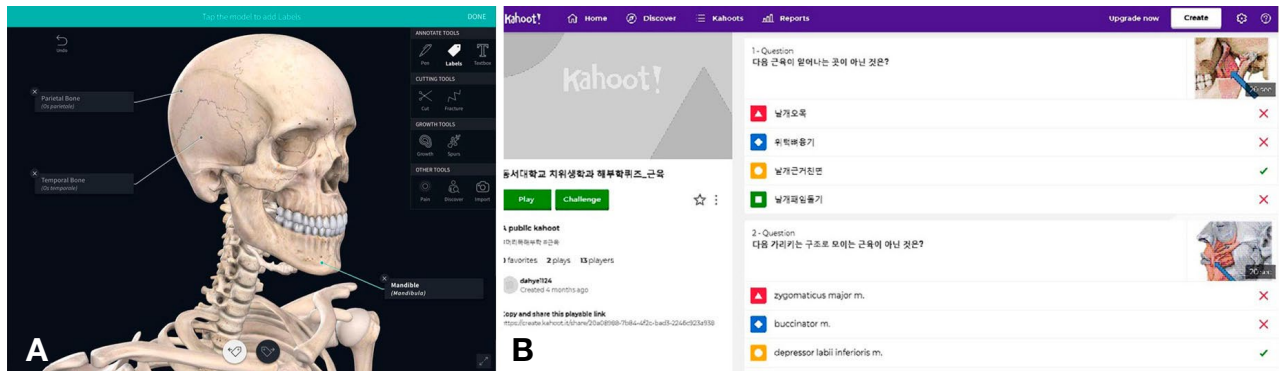 Tap the model to add Labels
DONE
Undo
ANNOTATE TOOLS
Pen
Labels
Textbox
CUTTING TOOLS
Cut
Fracture
GROWTH TOOLS
Growth
Spurs
OTHER TOOLS
Pain
Discover
Import
Parietal Bone
(Os parietale)
Temporal Bone
(Os temporale)
Mandible
(Mandibula)
A
Kahoot!
Home
Discover
Kahoots
Reports
Upgrade now
Create
Kahoot!
동서대학교 치위생학과 해부학퀴즈_근육
Play
Challenge
A public kahoot
favorites 2 plays 13 players
dahye1124
Created 4 months ago
Copy and share this playable link
B
1 - Question
다음 근육이 일어나는 곳이 아닌 것은?
20 sec
날개오목
위턱뼈융기
날개근거친면
날개패임돌기
2 - Question
다음 가리키는 구조로 모이는 근육이 아닌 것은?
20 sec
zygomaticus major m.
buccinator m.
depressor labii inferioris m.